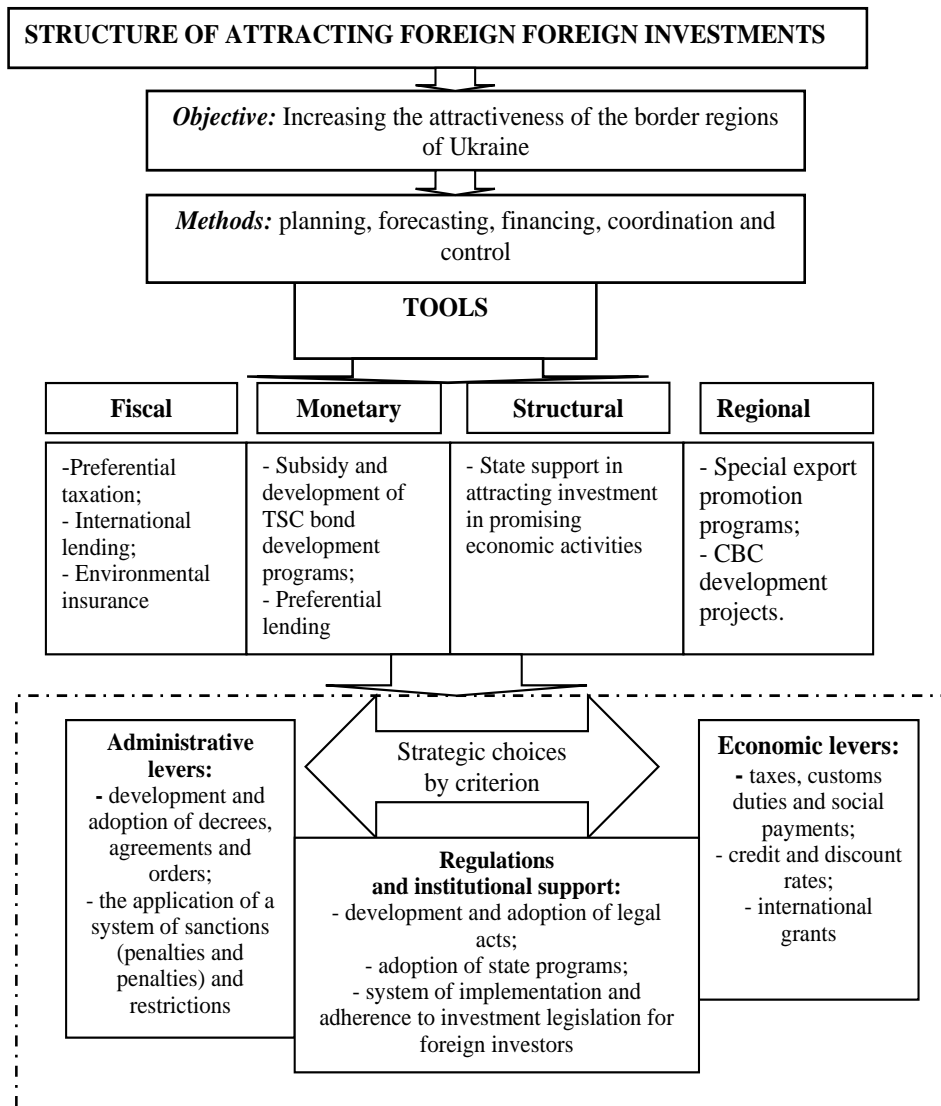 STRUCTURE OF ATTRACTING FOREIGN FOREIGN INVESTMENTS
Objective: Increasing the attractiveness of the border regions
of Ukraine
Methods: planning, forecasting, financing, coordination and
control
TOOLS
Fiscal
Monetary
Structural
Regional
-Preferential
taxation;
- International
lending;
- Environmental
insurance
- Subsidy and
development of
TSC bond
development
programs;
- Preferential
lending
- State support in
attracting investment
in promising
economic activities
- Special export
promotion
programs;
- CBC
development
projects.
Administrative
levers:
- development and
adoption of decrees,
agreements and
orders;
- the application of a
system of sanctions
(penalties and
penalties) and
restrictions
Strategic choices
by criterion
Regulations
and institutional support:
- development and adoption of legal
acts;
- adoption of state programs;
- system of implementation and
adherence to investment legislation for
foreign investors
Economic levers:
- taxes, customs
duties and social
payments;
- credit and discount
rates;
- international
grants